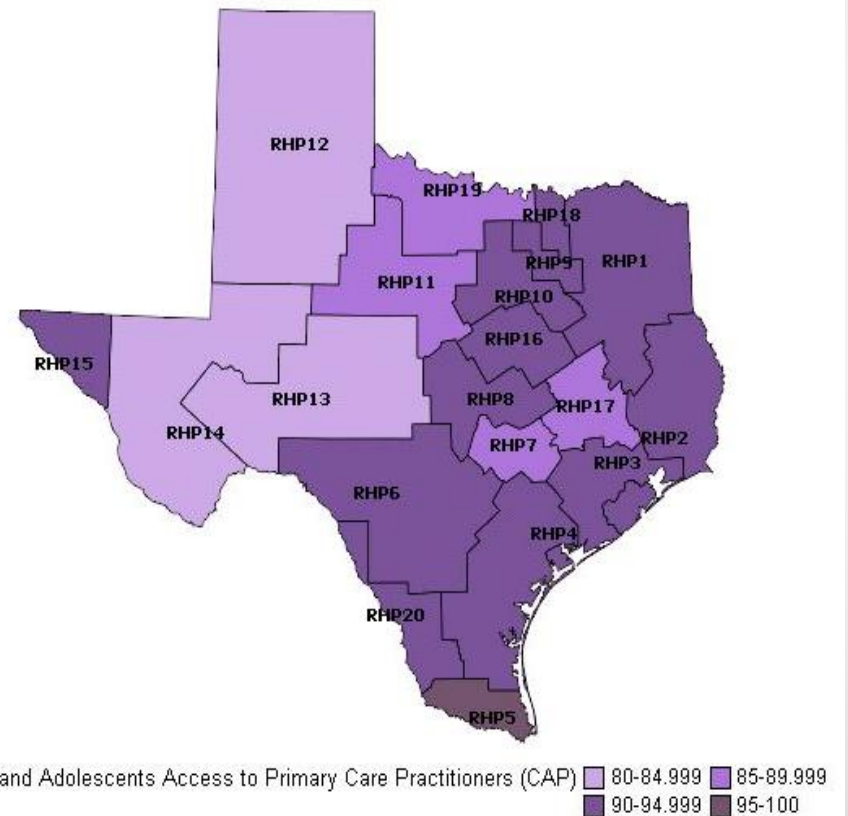 RHP12
RHP19
RHP18
RHP9
RHP1
RHP11
RHP10
RHP16
RHP15
RHP13
RHP8
RHP17
RHP14
RHP7
RHP2
RHP3
RHP6
RHP4
RHP20
RHP5
and Adolescents Access to Primary Care Practitioners (CAP) 80-84.999 85-89.999
90-94.999 95-100